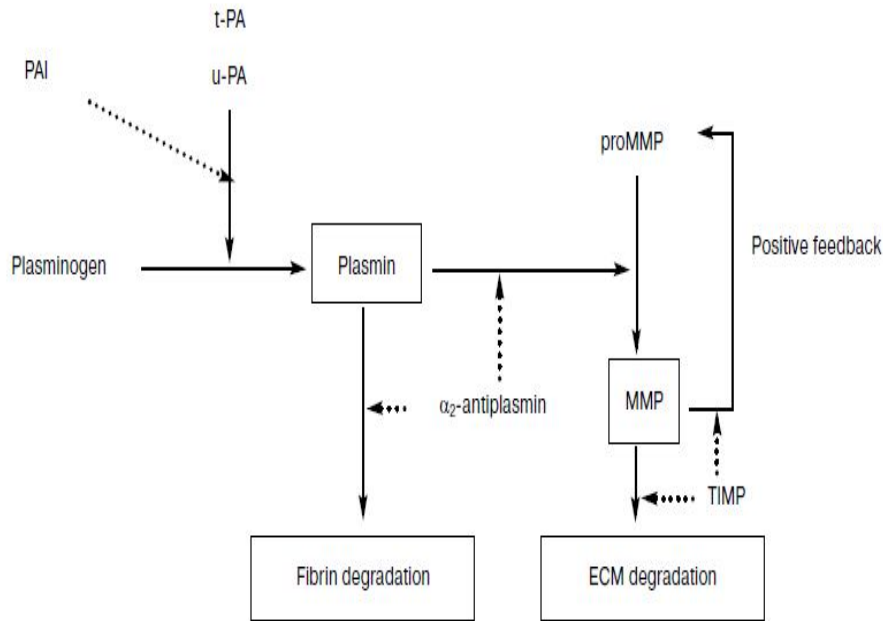 t-PA
PAI
u-PA
proMMP
Positive feedback
Plasminogen
Plasmin
α₂-antiplasmin
MMP
TIMP
Fibrin degradation
ECM degradation